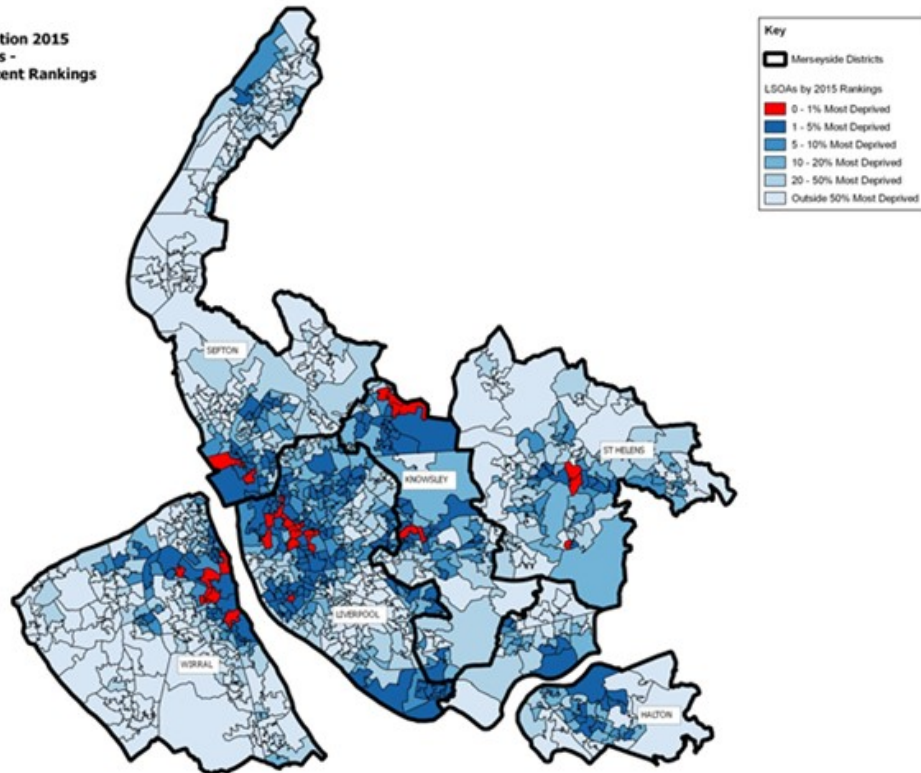 tion 2015
s -
ent Rankings
Key
Merseyside Districts
LSOAs by 2015 Rankings
0 - 1% Most Deprived
1 - 5% Most Deprived
5 - 10% Most Deprived
10 - 20% Most Deprived
20 - 50% Most Deprived
Outside 50% Most Deprived
SEFTON
ST HELENS
KNOWSLEY
LIVERPOOL
WIRRAL
HALTON